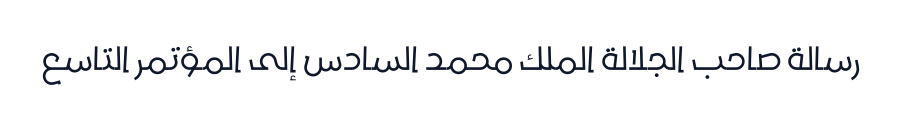 رسالة صاحب الجلالة الملك محمد السادس إلى المؤتمر التاسع